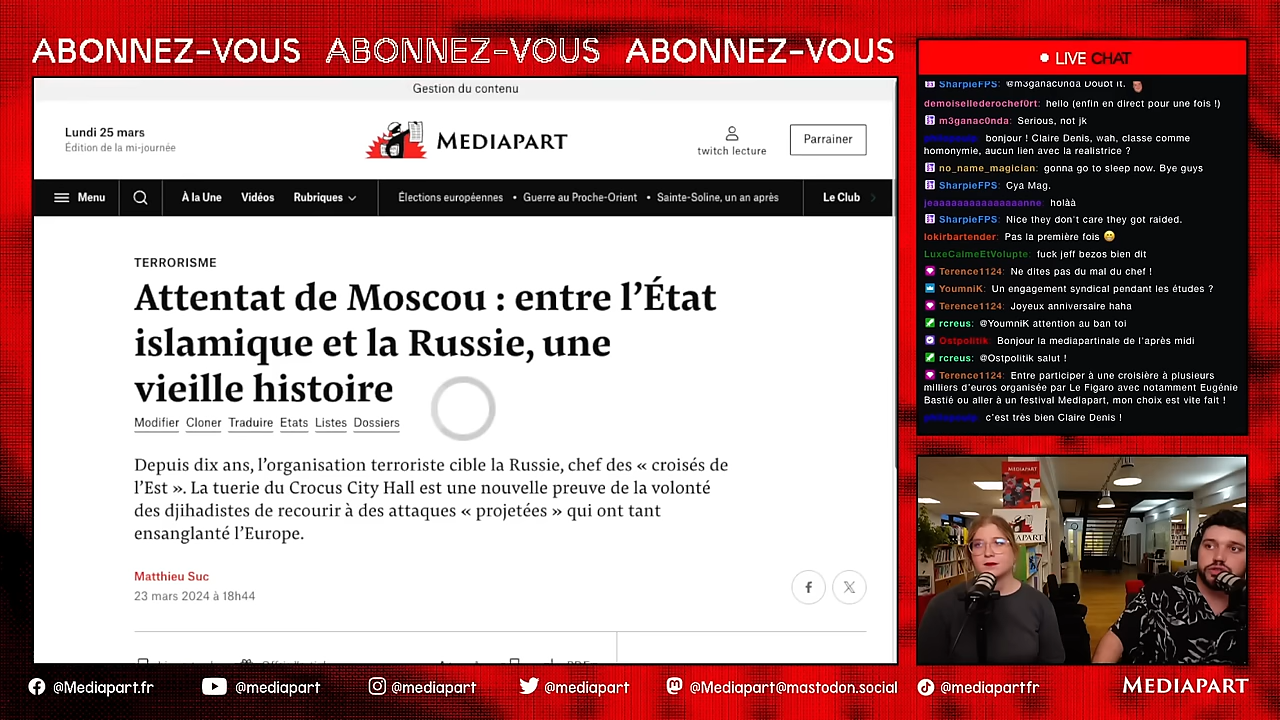 ABONNEZ-VOUS ABONNEZ-VOUS ABONNEZ-VOUS
Gestion du contenu
Lundi 25 mars
Édition de la mi-journée
MEDIAPART
twitch lecture
Parrainer
Menu
À la Une
Vidéos
Rubriques
Élections européennes • Guerre au Proche-Orient • Sainte-Soline, un an après
Le Club
TERRORISME
Attentat de Moscou : entre l'État
islamique et la Russie, une
vieille histoire
Modifier Cloner Traduire Etats Listes Dossiers
Depuis dix ans, l'organisation terroriste cible la Russie, chef des « croisés de
l'Est ». La tuerie du Crocus City Hall est une nouvelle preuve de la volonté
des djihadistes de recourir à des attaques « projetées » qui ont tant
ensanglanté l'Europe.
Matthieu Suc
23 mars 2024 à 18h44
LIVE CHAT
SharpieFPS: @m3ganac0nda Doubt it.
demoisellederochef0rt: hello (enfin en direct pour une fois !)
m3ganac0nda: Serious, not jk
bonjour ! Claire Denis, wah, classe comme
homonymie, aucun lien avec la realistrice ?
no_name_magician: gonna go to sleep now. Bye guys
SharpieFPS: Cya Mag.
jeaaaaaaaaaaaaaaanne: holàà
SharpieFPS: Nice they don't care they got raided.
lokirbartender: Pas la première fois 😄
LuxeCalmeEtVolupte: fuck jeff bezos bien dit
Terence1124: Ne dites pas du mal du chef !
YoumniK: Un engagement syndical pendant les études ?
Terence1124: Joyeux anniversaire haha
rcreus: @YoumniK attention au ban toi
Ostpolitik: Bonjour la mediapartinale de l'après midi
rcreus: @Ostpolitik salut !
Terence1124: Entre participer à une croisière à plusieurs
milliers d'euros organisée par Le Figaro avec notamment Eugénie
Bastié ou aller à un festival Mediapart, mon choix est vite fait !
c'est très bien Claire Denis !
MEDIAPART
@Mediapart.fr
@mediapart
@mediapart
@mediapart
@Mediapart@mastodon.social
@mediapartfr
MEDIAPART